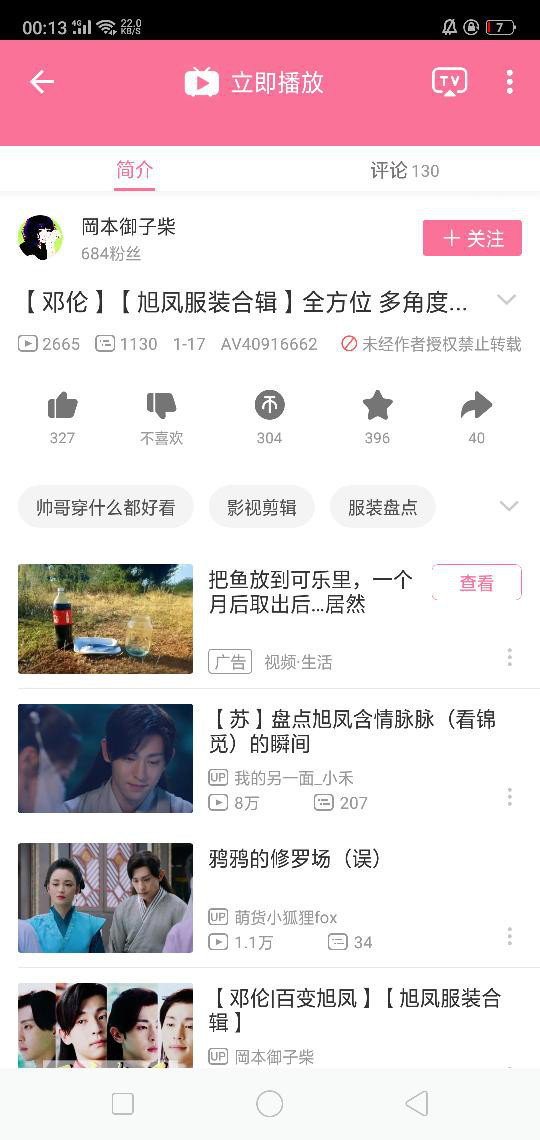 00:13 4G 22.0 KB/S 7
立即播放 TV
简介 评论 130
岡本御子柴
684粉丝
+ 关注
【 邓伦 】【 旭凤服装合辑 】全方位 多角度...
2665 1130 1-17 AV40916662 未经作者授权禁止转载
327 不喜欢 304 396 40
帅哥穿什么都好看 影视剪辑 服装盘点
把鱼放到可乐里，一个
月后取出后...居然
查看
广告 视频·生活
【 苏 】盘点旭凤含情脉脉（看锦
觅）的瞬间
UP 我的另一面_小禾
8万 207
鸦鸦的修罗场（误）
UP 萌货小狐狸fox
1.1万 34
【 邓伦|百变旭凤 】【 旭凤服装合
辑 】
UP 岡本御子柴